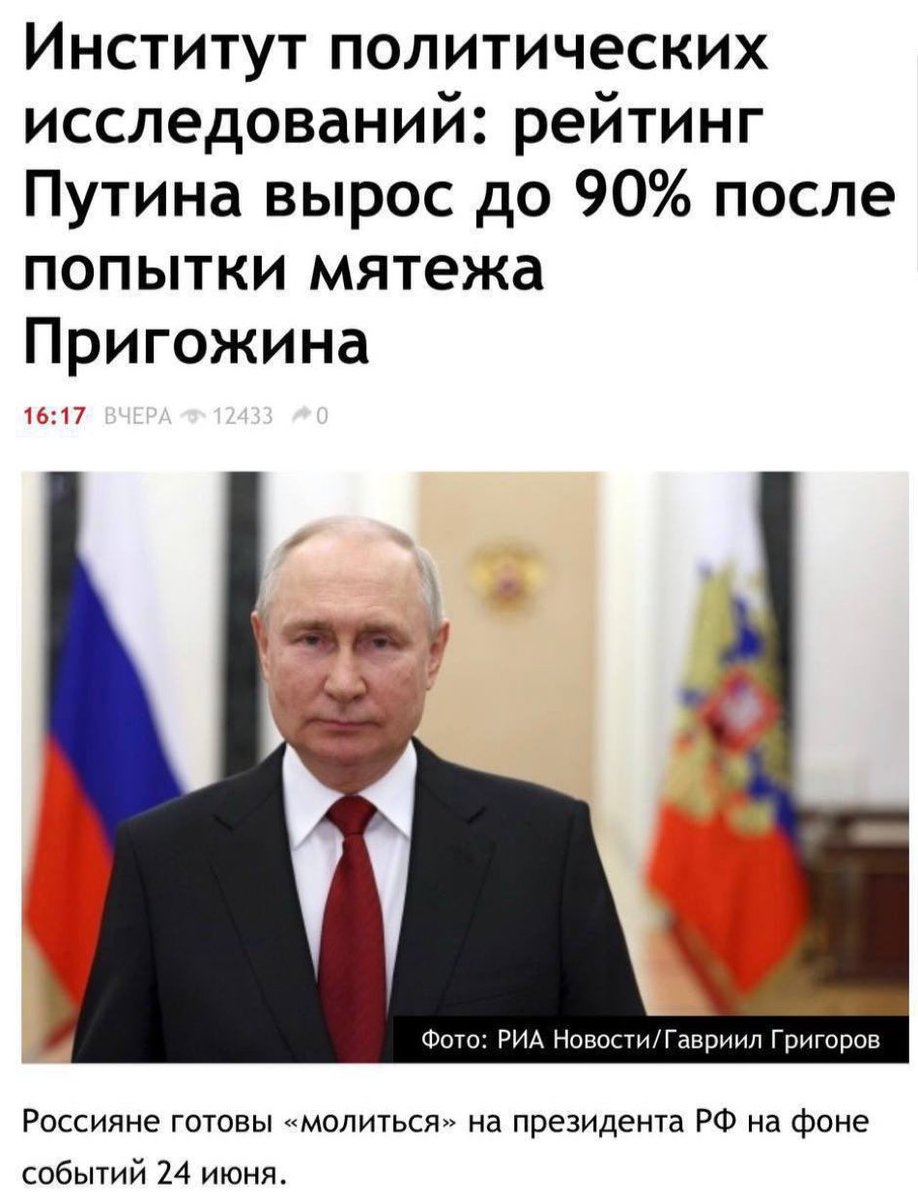 Институт политических
исследований: рейтинг
Путина вырос до 90% после
попытки мятежа
Пригожина
16:17 ВЧЕРА 12433 0
Фото: РИА Новости/Гавриил Григоров
Россияне готовы «молиться» на президента РФ на фоне
событий 24 июня.